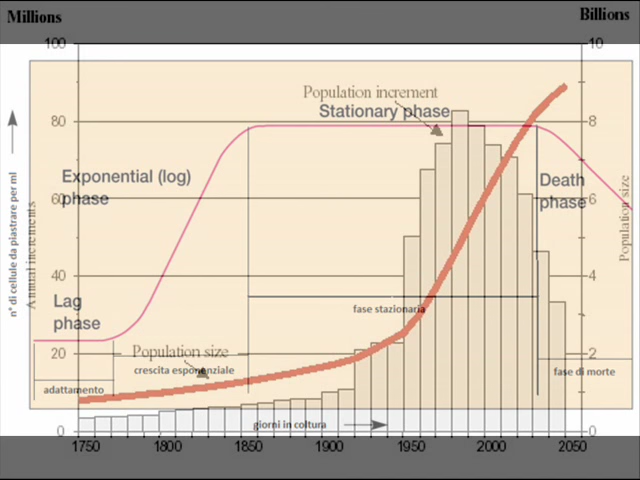 Millions
Billions
100
10
Population increment
Stationary phase
80
8
Exponential (log)
phase
Death
phase
60
6
n° di cellule da piastrare per ml
Annual increments
Population size
40
4
Lag
phase
fase stazionaria
20
2
Population size
crescita esponenziale
fase di morte
adattamento
giorni in coltura
0
0
1750
1800
1850
1900
1950
2000
2050